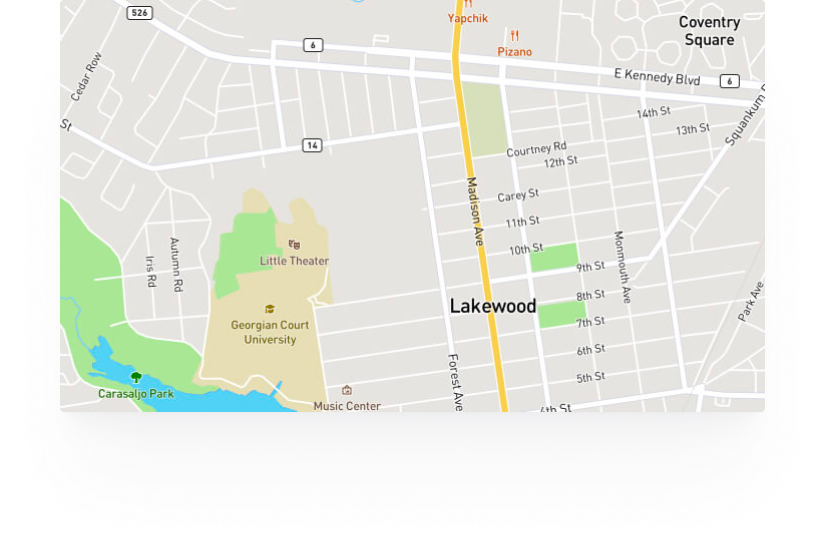 526
Yapchik
Coventry
Square
6
Pizano
Cedar Row
E Kennedy Blvd
6
14th St
Squankum
St
13th St
14
Courtney Rd
12th St
Carey St
Madison Ave
11th St
10th St
Autumn Rd
Iris Rd
Little Theater
Monmouth Ave
9th St
Lakewood
8th St
Park Ave
Georgian Court
University
7th St
6th St
Forest Ave
5th St
Carasaljo Park
Music Center
4th St